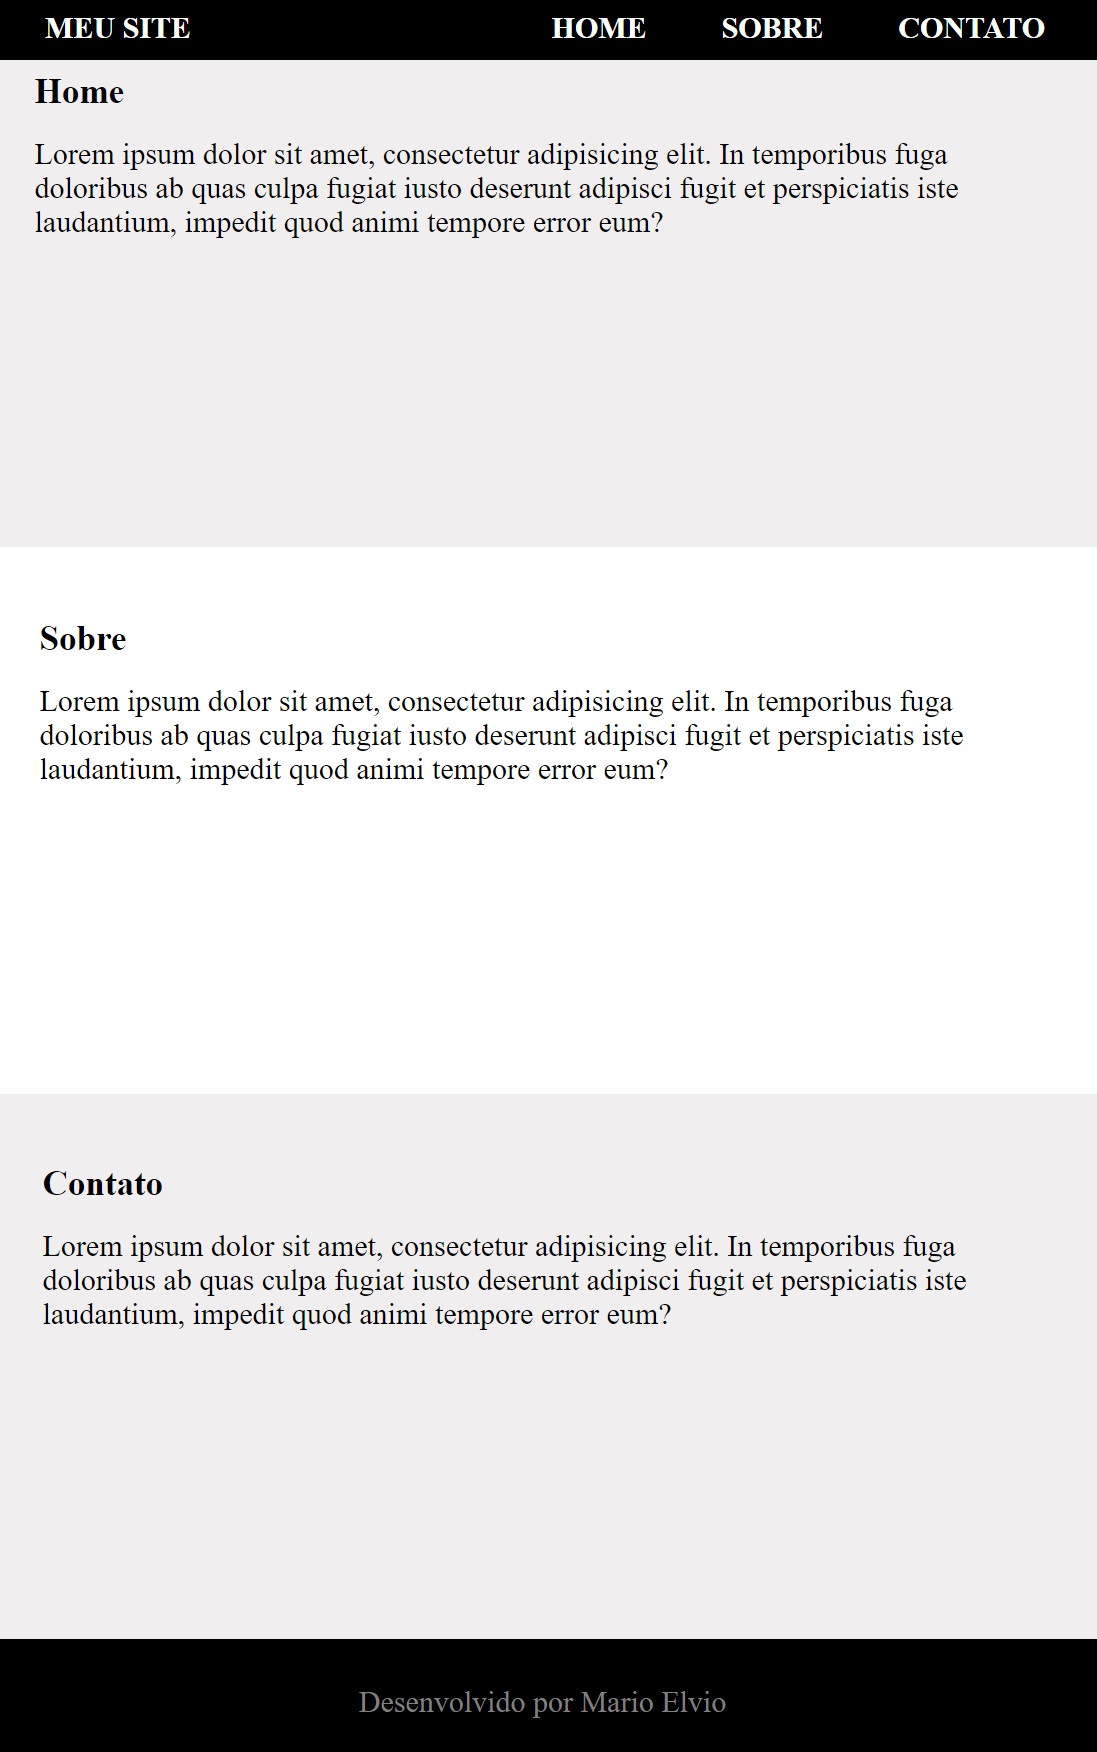 MEU SITE HOME SOBRE CONTATO
Home
Lorem ipsum dolor sit amet, consectetur adipisicing elit. In temporibus fuga
doloribus ab quas culpa fugiat iusto deserunt adipisci fugit et perspiciatis iste
laudantium, impedit quod animi tempore error eum?
Sobre
Lorem ipsum dolor sit amet, consectetur adipisicing elit. In temporibus fuga
doloribus ab quas culpa fugiat iusto deserunt adipisci fugit et perspiciatis iste
laudantium, impedit quod animi tempore error eum?
Contato
Lorem ipsum dolor sit amet, consectetur adipisicing elit. In temporibus fuga
doloribus ab quas culpa fugiat iusto deserunt adipisci fugit et perspiciatis iste
laudantium, impedit quod animi tempore error eum?
Desenvolvido por Mario Elvio